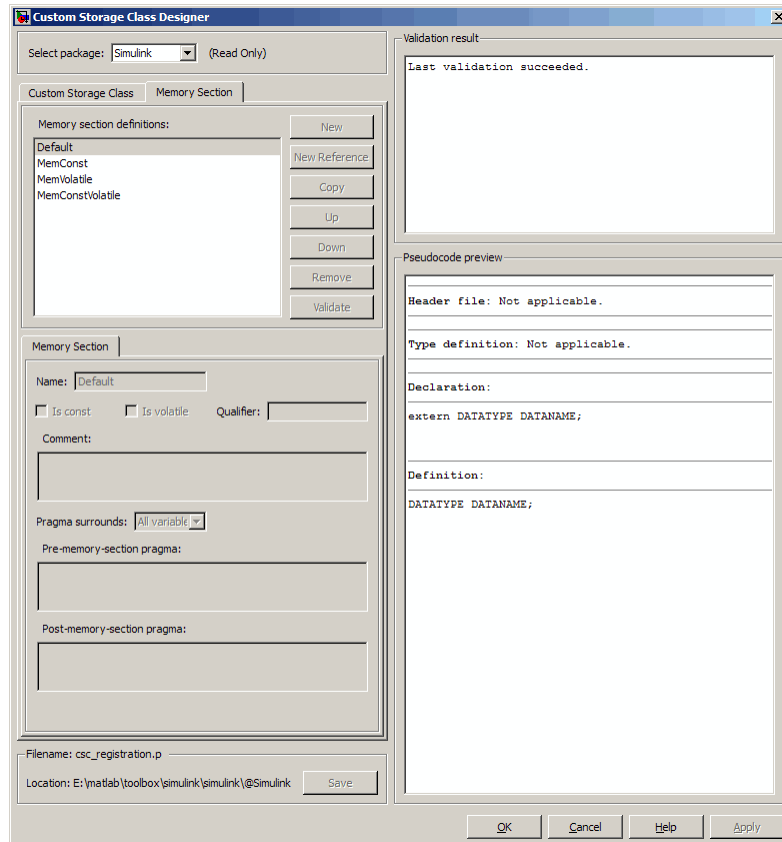 Custom Storage Class Designer
Select package: Simulink (Read Only)
Custom Storage Class
Memory Section
Memory section definitions:
Default
MemConst
MemVolatile
MemConstVolatile
New
New Reference
Copy
Up
Down
Remove
Validate
Memory Section
Name: Default
Is const Is volatile Qualifier:
Comment:
Pragma surrounds: All variable
Pre-memory-section pragma:
Post-memory-section pragma:
Filename: csc_registration.p
Location: E:\matlab\toolbox\simulink\simulink\@Simulink Save
Validation result
Last validation succeeded.
Pseudocode preview
Header file: Not applicable.
Type definition: Not applicable.
Declaration:
extern DATATYPE DATANAME;
Definition:
DATATYPE DATANAME;
OK Cancel Help Apply